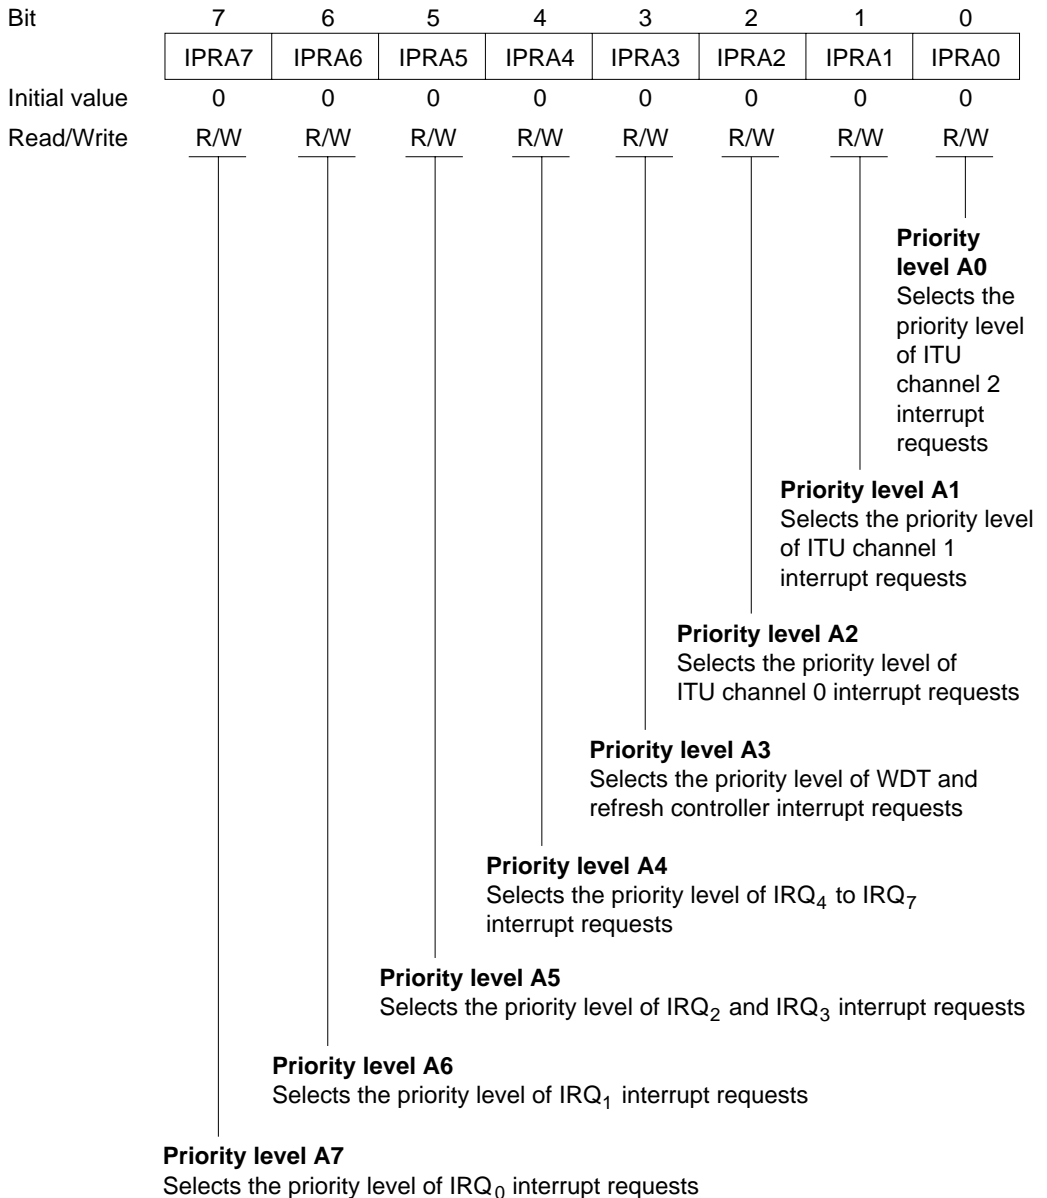 Bit 7 6 5 4 3 2 1 0
IPRA7 IPRA6 IPRA5 IPRA4 IPRA3 IPRA2 IPRA1 IPRA0
Initial value 0 0 0 0 0 0 0 0
Read/Write R/W R/W R/W R/W R/W R/W R/W R/W
Priority
level A0
Selects the
priority level
of ITU
channel 2
interrupt
requests
Priority level A1
Selects the priority level
of ITU channel 1
interrupt requests
Priority level A2
Selects the priority level of
ITU channel 0 interrupt requests
Priority level A3
Selects the priority level of WDT and
refresh controller interrupt requests
Priority level A4
Selects the priority level of IRQ₄ to IRQ₇
interrupt requests
Priority level A5
Selects the priority level of IRQ₂ and IRQ₃ interrupt requests
Priority level A6
Selects the priority level of IRQ₁ interrupt requests
Priority level A7
Selects the priority level of IRQ₀ interrupt requests